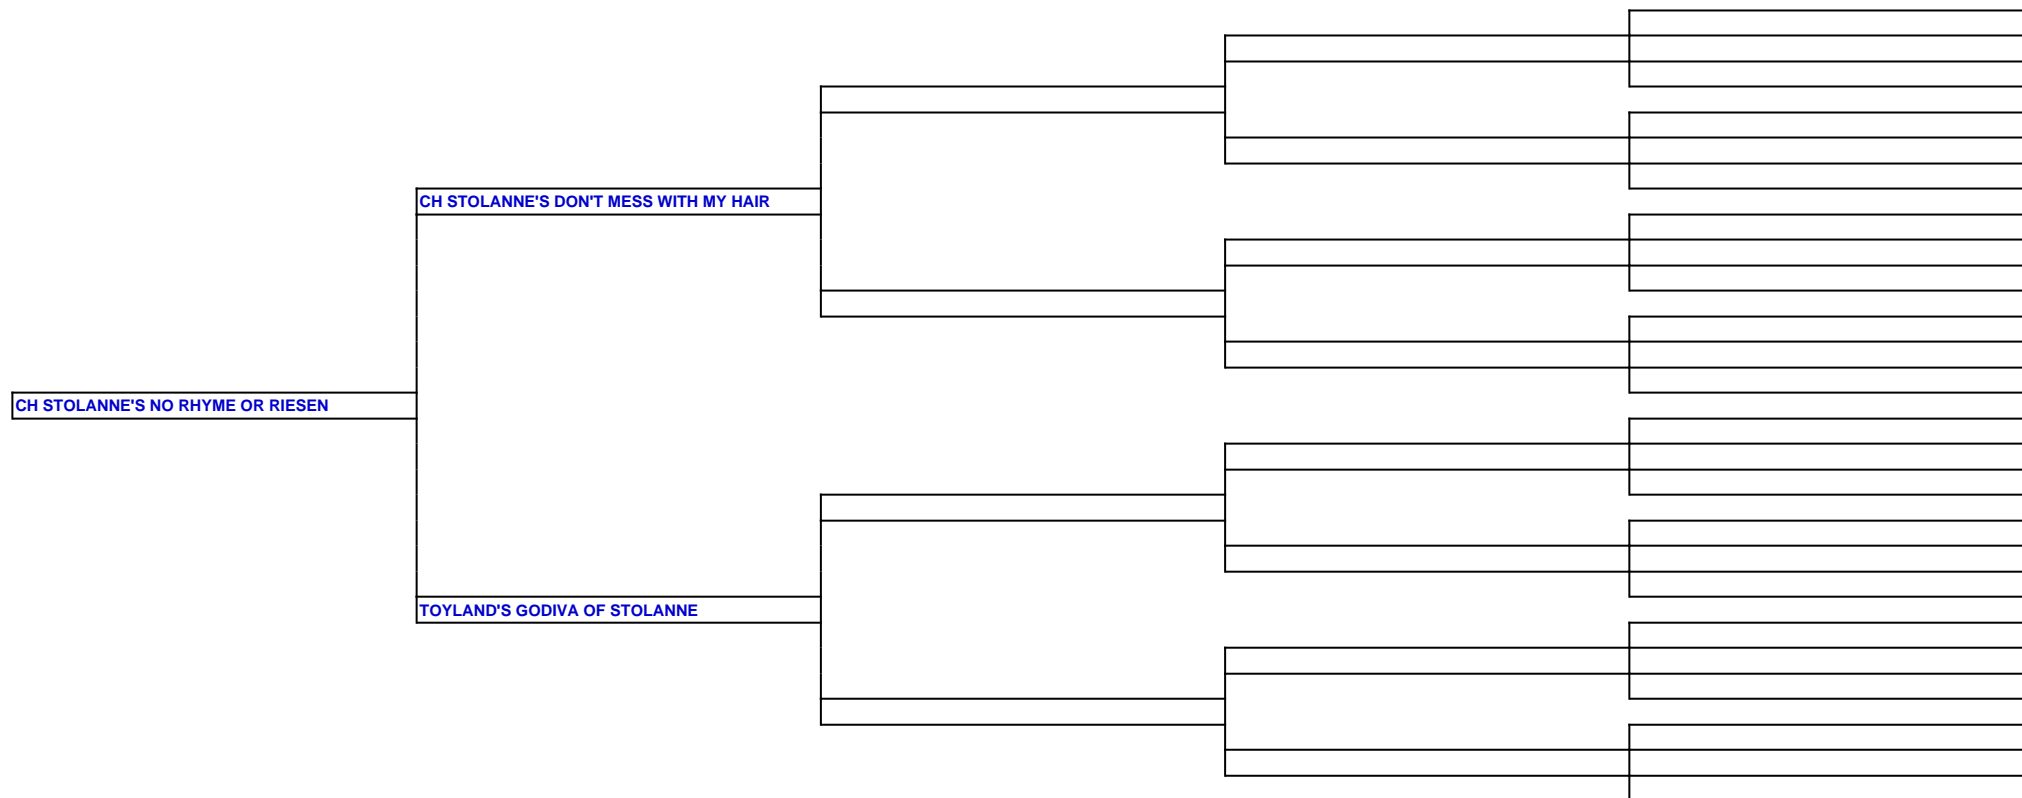 CH STOLANNE'S DON'T MESS WITH MY HAIR
CH STOLANNE'S NO RHYME OR RIESEN
TOYLAND'S GODIVA OF STOLANNE